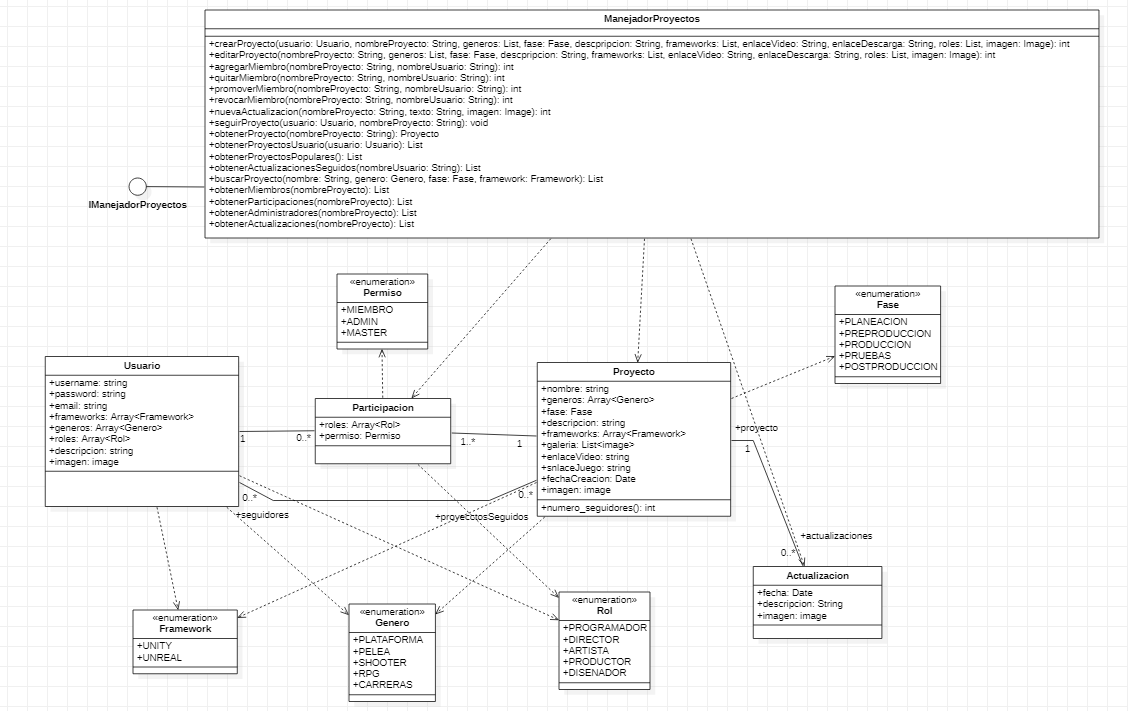 ManejadorProyectos
+crearProyecto(usuario: Usuario, nombreProyecto: String, generos: List, fase: Fase, descpripcion: String, frameworks: List, enlaceVideo: String, enlaceDescarga: String, roles: List, imagen: Image): int
+editarProyecto(nombreProyecto: String, generos: List, fase: Fase, descpripcion: String, frameworks: List, enlaceVideo: String, enlaceDescarga: String, roles: List, imagen: Image): int
+agregarMiembro(nombreProyecto: String, nombreUsuario: String): int
+quitarMiembro(nombreProyecto: String, nombreUsuario: String): int
+promoverMiembro(nombreProyecto: String, nombreUsuario: String): int
+revocarMiembro(nombreProyecto: String, nombreUsuario: String): int
+nuevaActualizacion(nombreProyecto: String, texto: String, imagen: Image): int
+seguirProyecto(usuario: Usuario, nombreProyecto: String): void
+obtenerProyecto(nombreProyecto: String): Proyecto
+obtenerProyectosUsuario(usuario: Usuario): List
+obtenerProyectosPopulares(): List
+obtenerActualizacionesSeguidos(nombreUsuario: String): List
+buscarProyecto(nombre: String, genero: Genero, fase: Fase, framework: Framework): List
+obtenerMiembros(nombreProyecto): List
+obtenerParticipaciones(nombreProyecto): List
+obtenerAdministradores(nombreProyecto): List
+obtenerActualizaciones(nombreProyecto): List
IManejadorProyectos
«enumeration»
Permiso
+MIEMBRO
+ADMIN
+MASTER
«enumeration»
Fase
+PLANEACION
+PREPRODUCCION
+PRODUCCION
+PRUEBAS
+POSTPRODUCCION
Usuario
+username: string
+password: string
+email: string
+frameworks: Array<Framework>
+generos: Array<Genero>
+roles: Array<Rol>
+descripcion: string
+imagen: image
1
0..*
Participacion
+roles: Array<Rol>
+permiso: Permiso
1..*
1
Proyecto
+nombre: string
+generos: Array<Genero>
+fase: Fase
+descripcion: string
+frameworks: Array<Framework>
+galeria: List<image>
+enlaceVideo: string
+snlaceJuego: string
+fechaCreacion: Date
+imagen: image
+numero_seguidores(): int
+proyecto
1
0..*
+seguidores
0..*
+proyecotosSeguidos
+actualizaciones
0..*
Actualizacion
+fecha: Date
+descripcion: String
+imagen: image
«enumeration»
Framework
+UNITY
+UNREAL
«enumeration»
Genero
+PLATAFORMA
+PELEA
+SHOOTER
+RPG
+CARRERAS
«enumeration»
Rol
+PROGRAMADOR
+DIRECTOR
+ARTISTA
+PRODUCTOR
+DISENADOR